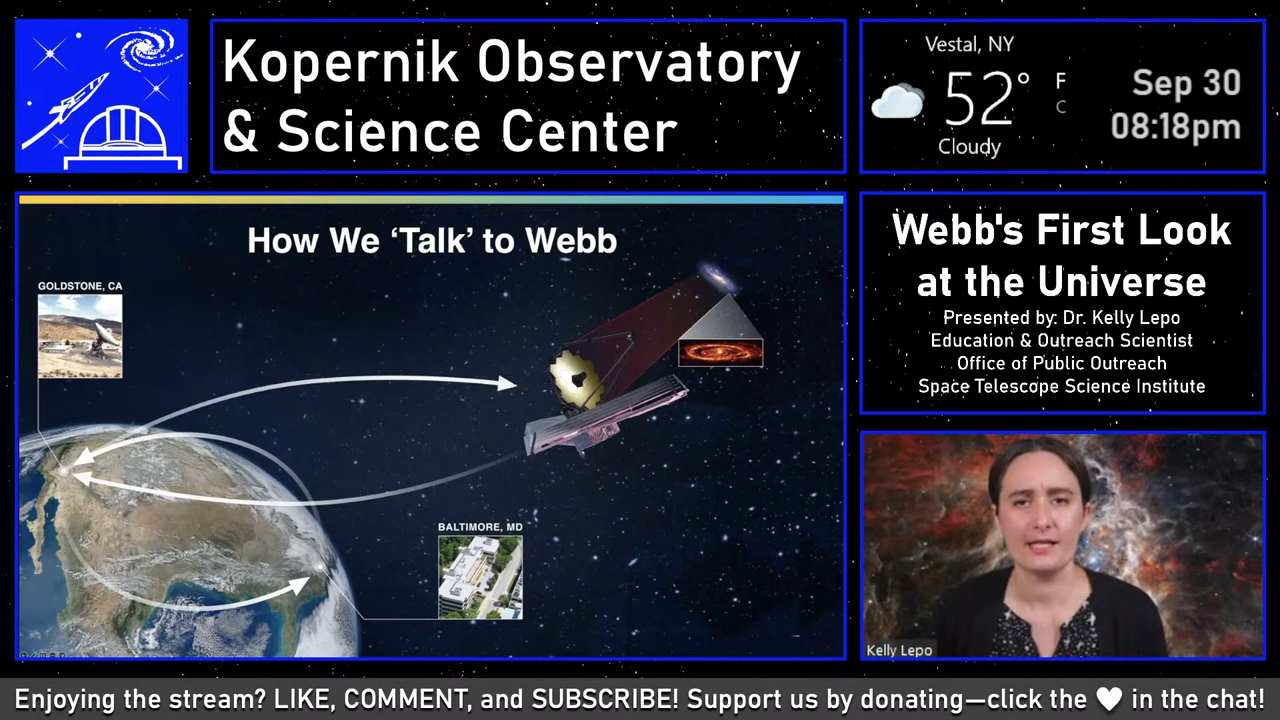 Kopernik Observatory
& Science Center
Vestal, NY
52° F
C
Cloudy
Sep 30
08:18pm
How We ‘Talk’ to Webb
GOLDSTONE, CA
BALTIMORE, MD
Webb's First Look
at the Universe
Presented by: Dr. Kelly Lepo
Education & Outreach Scientist
Office of Public Outreach
Space Telescope Science Institute
Kelly Lepo
Enjoying the stream? LIKE, COMMENT, and SUBSCRIBE! Support us by donating—click the ♥ in the chat!